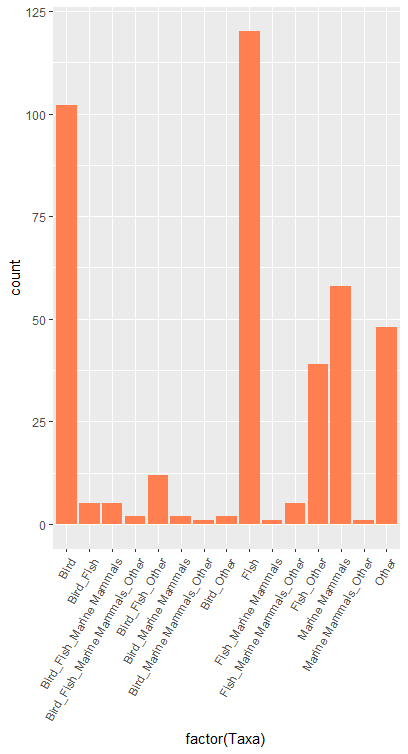 125
100
75
50
25
0
count
Bird
Bird_Fish
Bird_Fish_Marine Mammals
Bird_Fish_Marine Mammals_Other
Bird_Fish_Other
Bird_Marine Mammals
Bird_Marine Mammals_Other
Bird_Other
Fish
Fish_Marine Mammals
Fish_Marine Mammals_Other
Fish_Other
Marine Mammals
Marine Mammals_Other
Other
factor(Taxa)